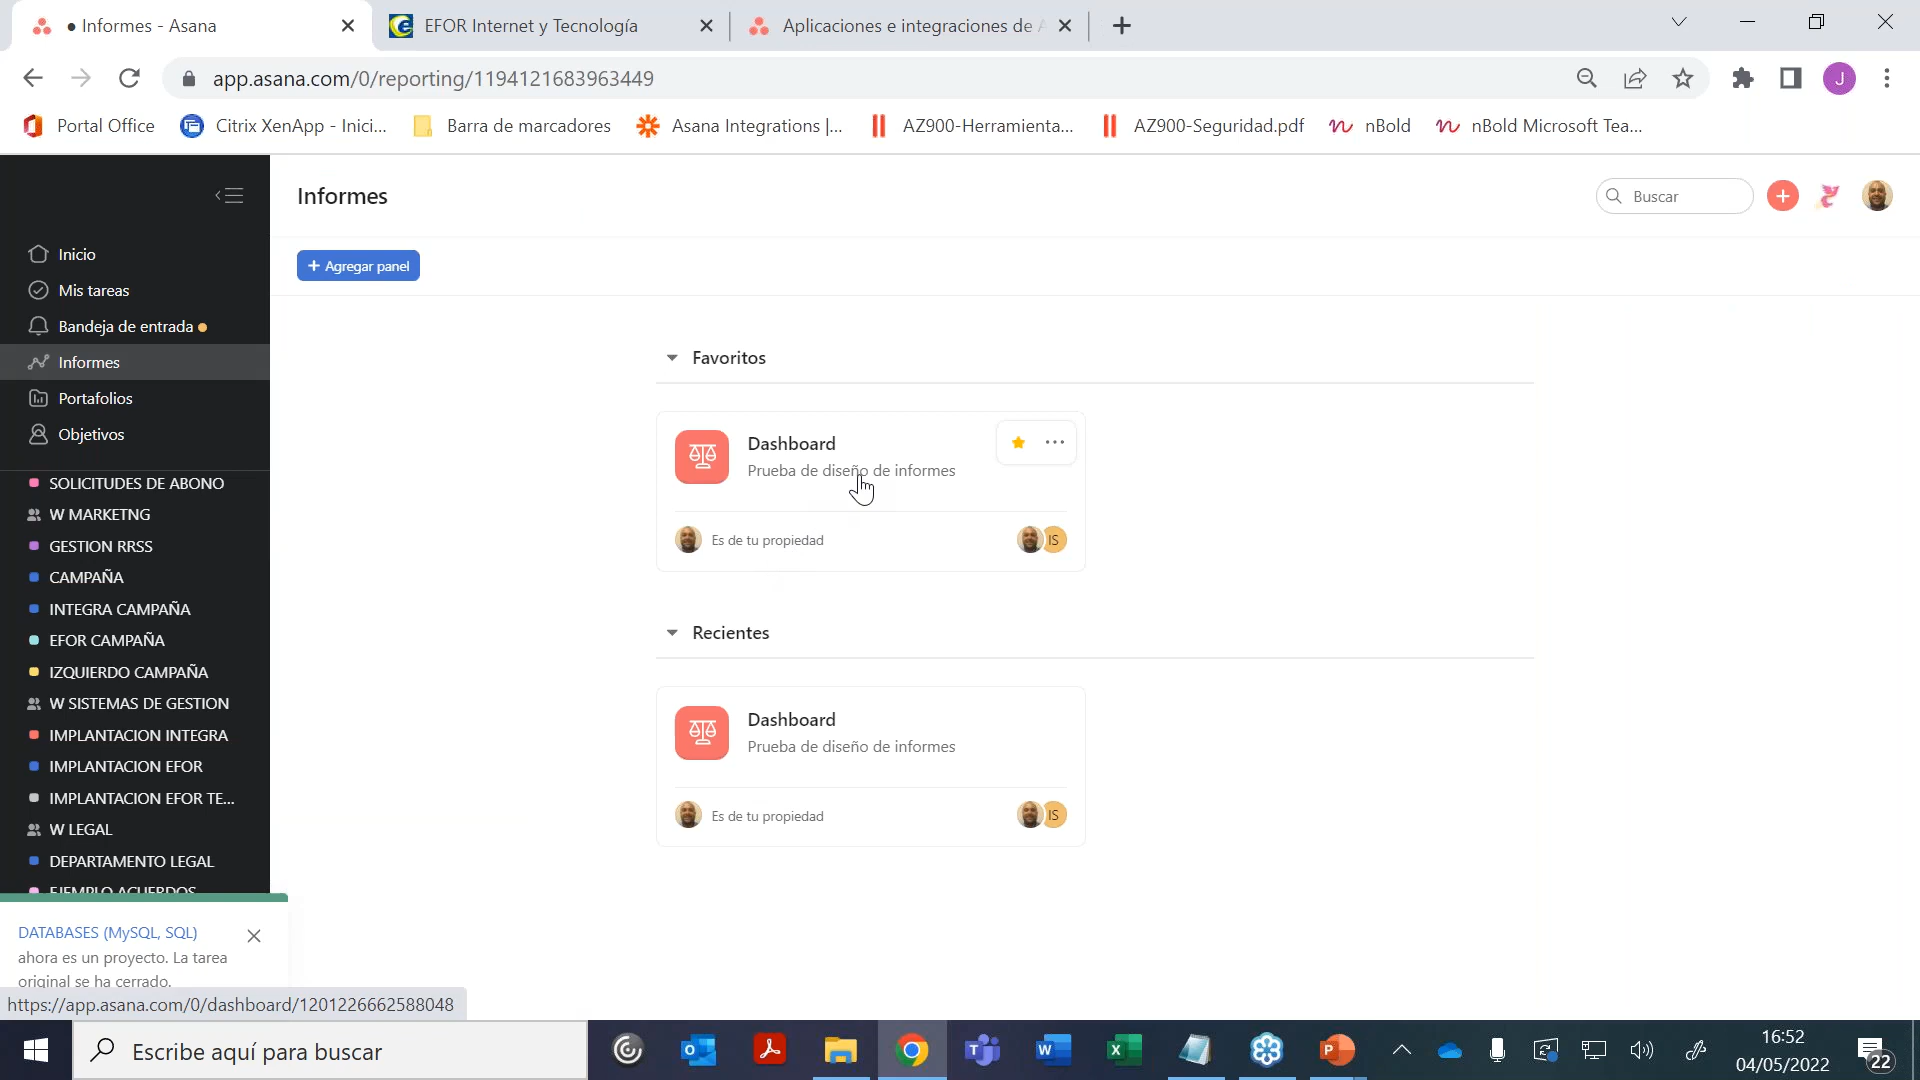 • Informes - Asana
EFOR Internet y Tecnología
Aplicaciones e integraciones de A
app.asana.com/0/reporting/1194121683963449
J
Portal Office
Citrix XenApp - Inici...
Barra de marcadores
Asana Integrations |...
AZ900-Herramienta...
AZ900-Seguridad.pdf
nBold
nBold Microsoft Tea...
Informes
Buscar
+ Agregar panel
Inicio
Mis tareas
Bandeja de entrada
Informes
Portafolios
Objetivos
SOLICITUDES DE ABONO
W MARKETNG
GESTION RRSS
CAMPAÑA
INTEGRA CAMPAÑA
EFOR CAMPAÑA
IZQUIERDO CAMPAÑA
W SISTEMAS DE GESTION
IMPLANTACION INTEGRA
IMPLANTACION EFOR
IMPLANTACION EFOR TE...
W LEGAL
DEPARTAMENTO LEGAL
EJEMPLO ACUERDOS
Favoritos
Dashboard
Prueba de diseño de informes
Es de tu propiedad
IS
Recientes
Dashboard
Prueba de diseño de informes
Es de tu propiedad
IS
DATABASES (MySQL, SQL)
ahora es un proyecto. La tarea
original se ha cerrado.
https://app.asana.com/0/dashboard/1201226662588048
Escribe aquí para buscar
16:52
04/05/2022
22